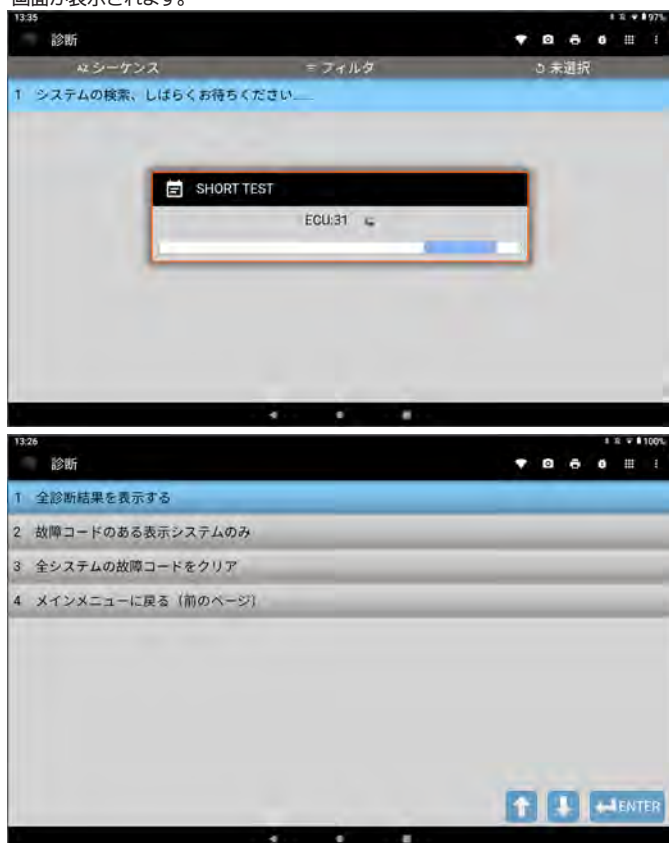 画面が表示されます。
13:35 97%
診断
AZ シーケンス フィルタ 未選択
1 システムの検索、しばらくお待ちください......
SHORT TEST
ECU:31
13:26 100%
診断
1 全診断結果を表示する
2 故障コードのある表示システムのみ
3 全システムの故障コードをクリア
4 メインメニューに戻る（前のページ）
ENTER